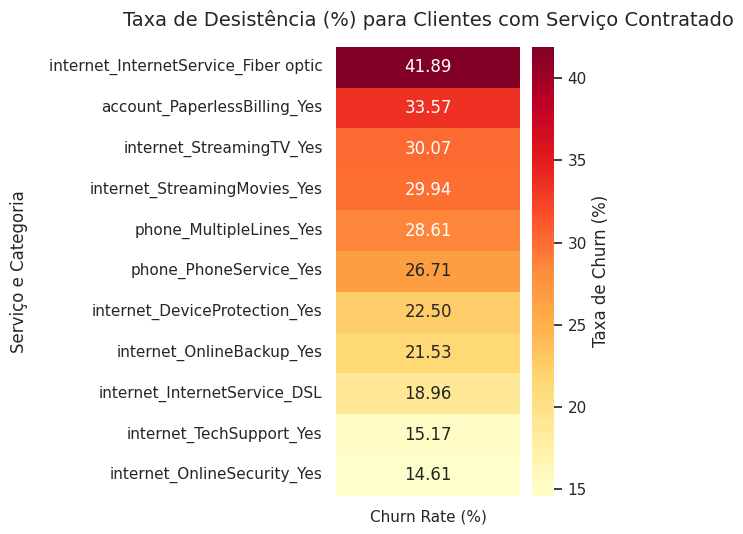 Taxa de Desistência (%) para Clientes com Serviço Contratado
Serviço e Categoria
internet_InternetService_Fiber optic 41.89
account_PaperlessBilling_Yes 33.57
internet_StreamingTV_Yes 30.07
internet_StreamingMovies_Yes 29.94
phone_MultipleLines_Yes 28.61
phone_PhoneService_Yes 26.71
internet_DeviceProtection_Yes 22.50
internet_OnlineBackup_Yes 21.53
internet_InternetService_DSL 18.96
internet_TechSupport_Yes 15.17
internet_OnlineSecurity_Yes 14.61
Churn Rate (%)
40
35
30
25
20
15
Taxa de Churn (%)